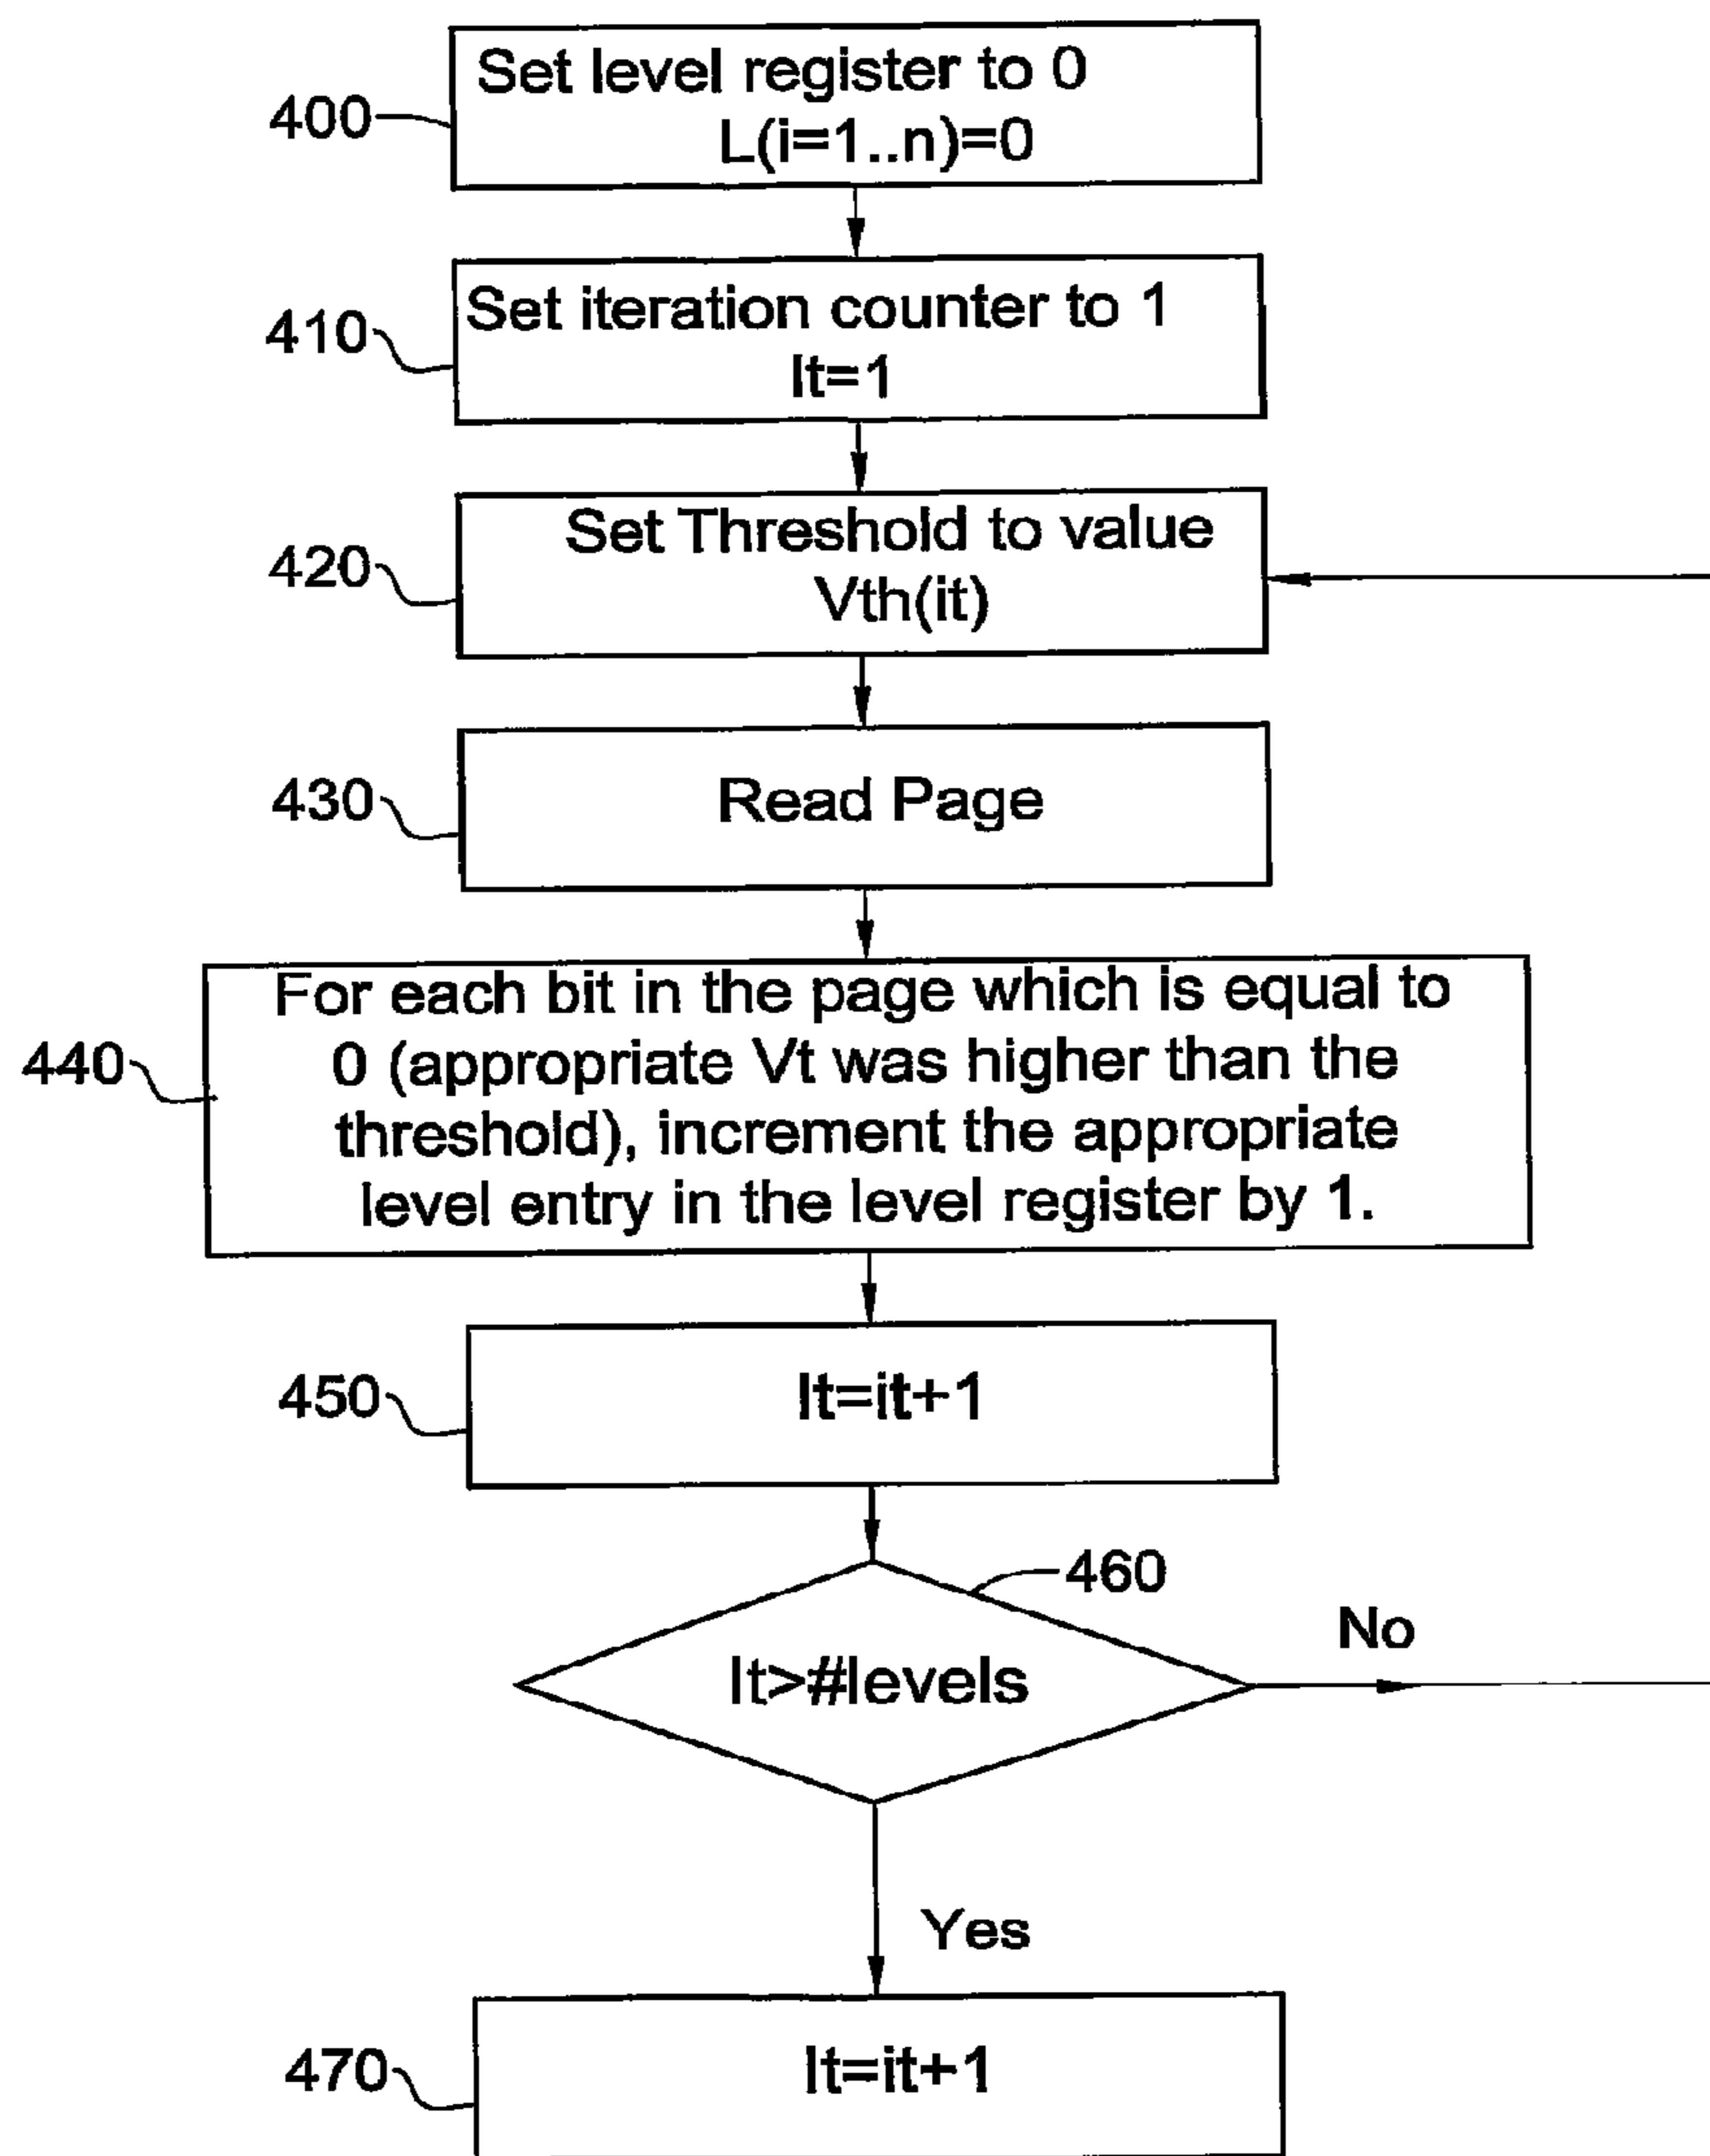 Set level register to 0
400
L(i=1..n)=0
Set iteration counter to 1
410
It=1
Set Threshold to value
420
Vth(it)
430
Read Page
For each bit in the page which is equal to
440
0 (appropriate Vt was higher than the
threshold), increment the appropriate
level entry in the level register by 1.
450
It=it+1
460
No
It>#levels
Yes
470
It=it+1